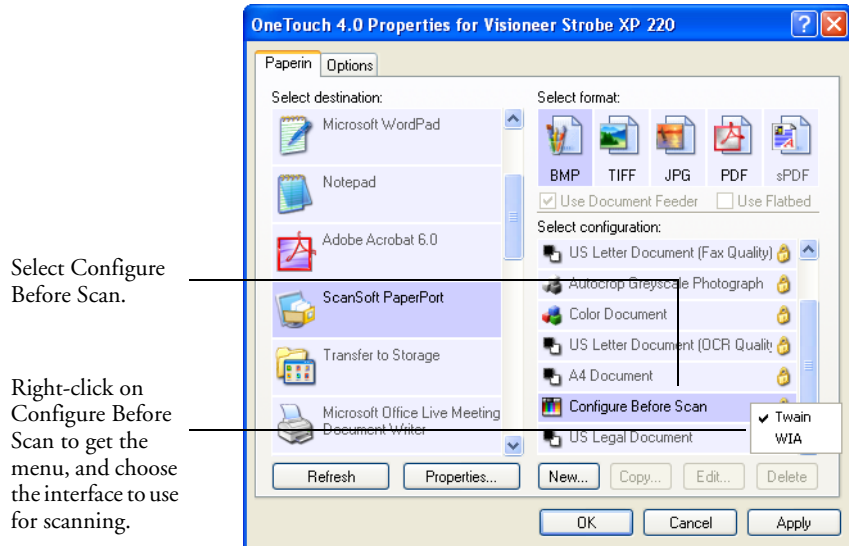 OneTouch 4.0 Properties for Visioneer Strobe XP 220
Paperin
Options
Select destination:
Microsoft WordPad
Notepad
Adobe Acrobat 6.0
ScanSoft PaperPort
Transfer to Storage
Microsoft Office Live Meeting
Document Writer
Refresh
Properties...
Select format:
BMP
TIFF
JPG
PDF
sPDF
Use Document Feeder
Use Flatbed
Select configuration:
US Letter Document (Fax Quality)
Autocrop Greyscale Photograph
Color Document
US Letter Document (OCR Quality
A4 Document
Configure Before Scan
US Legal Document
Twain
WIA
New...
Copy...
Edit...
Delete
OK
Cancel
Apply
Select Configure
Before Scan.
Right-click on
Configure Before
Scan to get the
menu, and choose
the interface to use
for scanning.